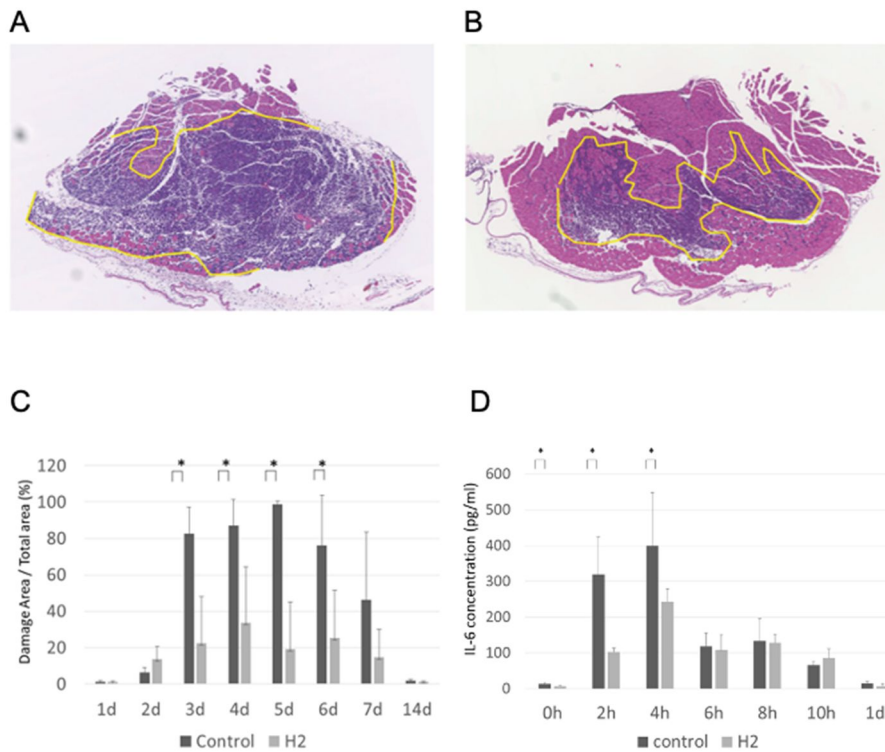 A
B
C
D
* * * *
Damage Area / Total area (%)
120
100
80
60
40
20
0
1d 2d 3d 4d 5d 6d 7d 14d
Control H2
* * *
IL-6 concentration (pg/ml)
600
500
400
300
200
100
0
0h 2h 4h 6h 8h 10h 1d
control H2